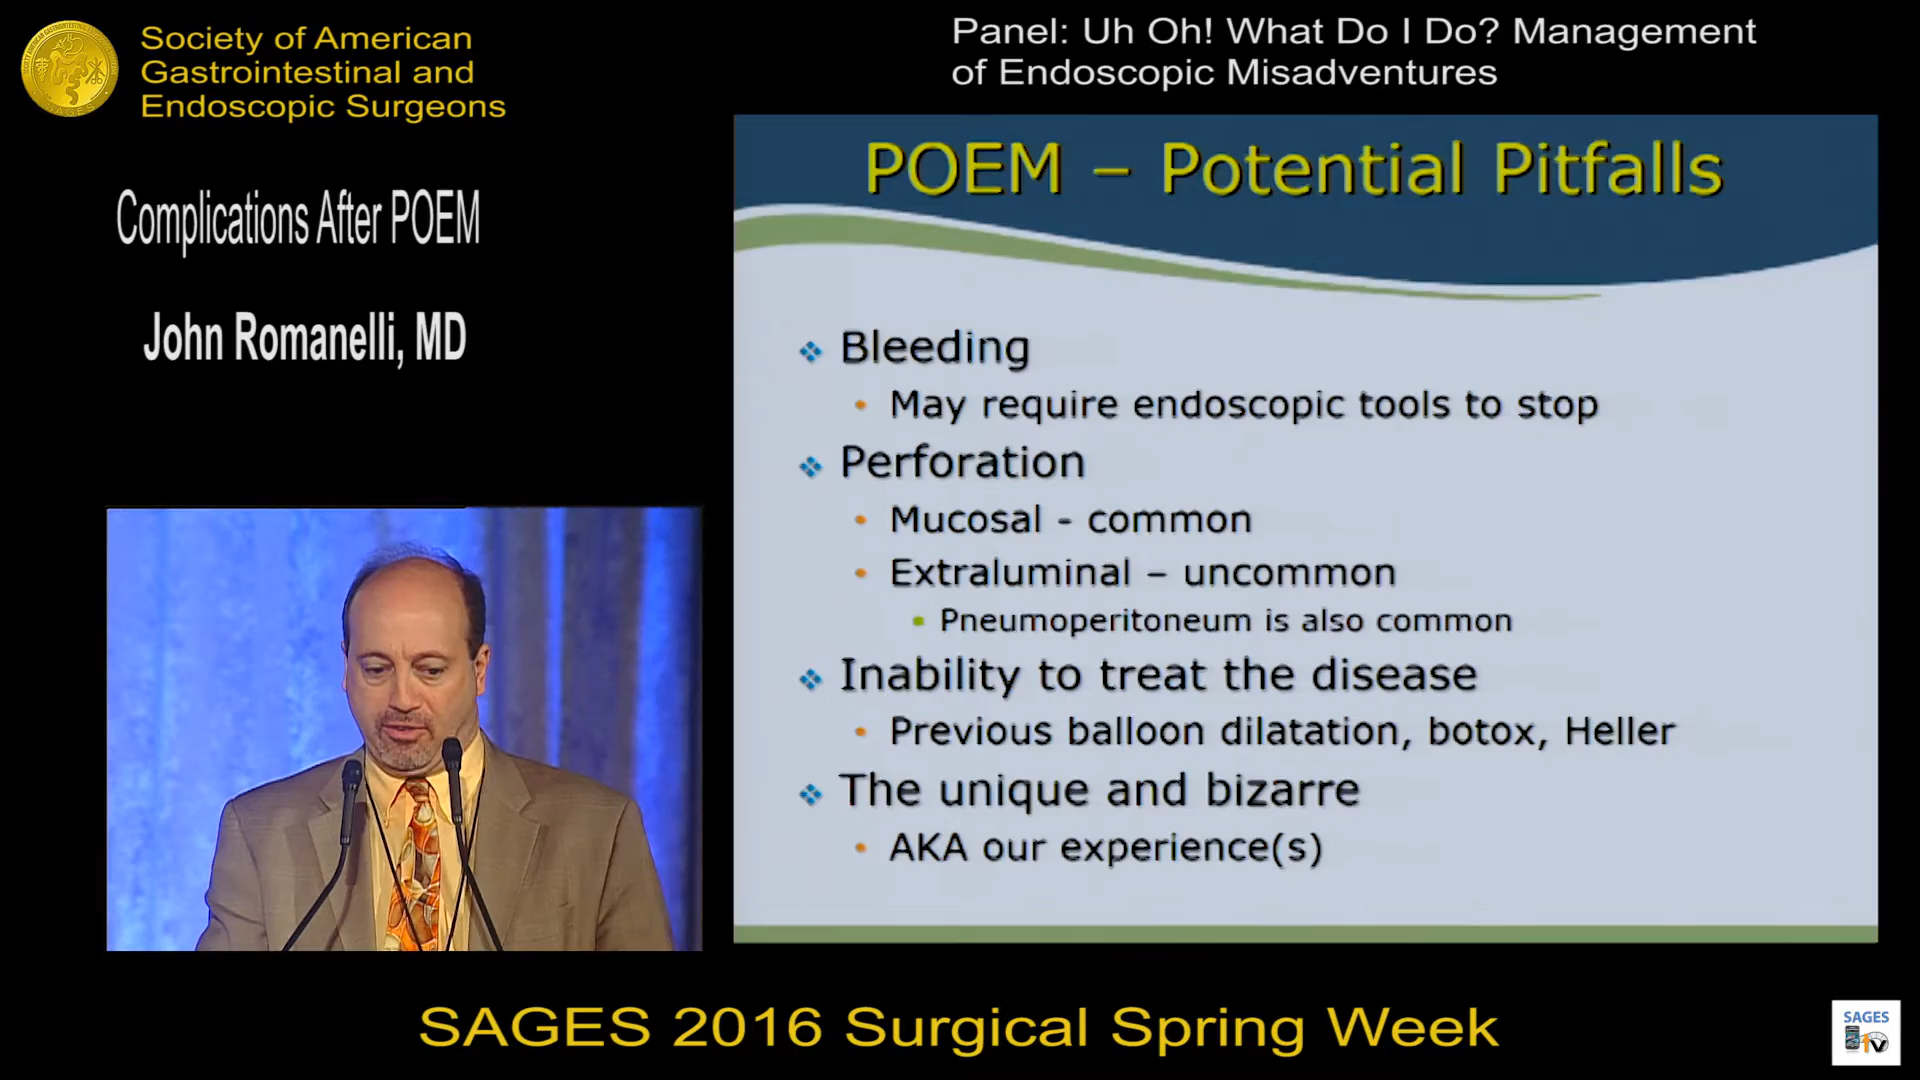 Society of American
Gastrointestinal and
Endoscopic Surgeons
Panel: Uh Oh! What Do I Do? Management
of Endoscopic Misadventures
Complications After POEM
John Romanelli, MD
POEM – Potential Pitfalls
Bleeding
May require endoscopic tools to stop
Perforation
Mucosal - common
Extraluminal – uncommon
Pneumoperitoneum is also common
Inability to treat the disease
Previous balloon dilatation, botox, Heller
The unique and bizarre
AKA our experience(s)
SAGES 2016 Surgical Spring Week
SAGES
TV